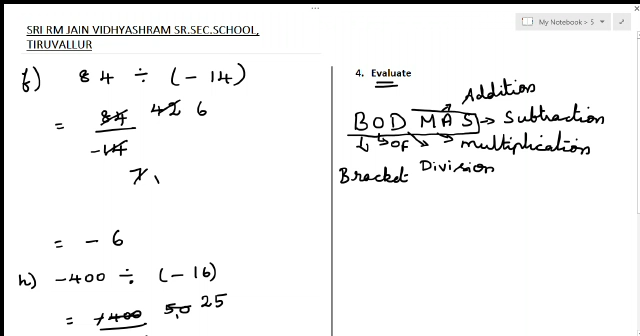 SRI RM JAIN VIDHYASHRAM SR.SEC.SCHOOL,
TIRUVALLUR
My Notebook > 5
f) 84 ÷ (-14)
= 84 42 6
-14
7
= - 6
h) -400 ÷ (-16)
= -400 50 25
4. Evaluate
Addition
BODMAS → Subtraction
OF multiplication
Bracket Division